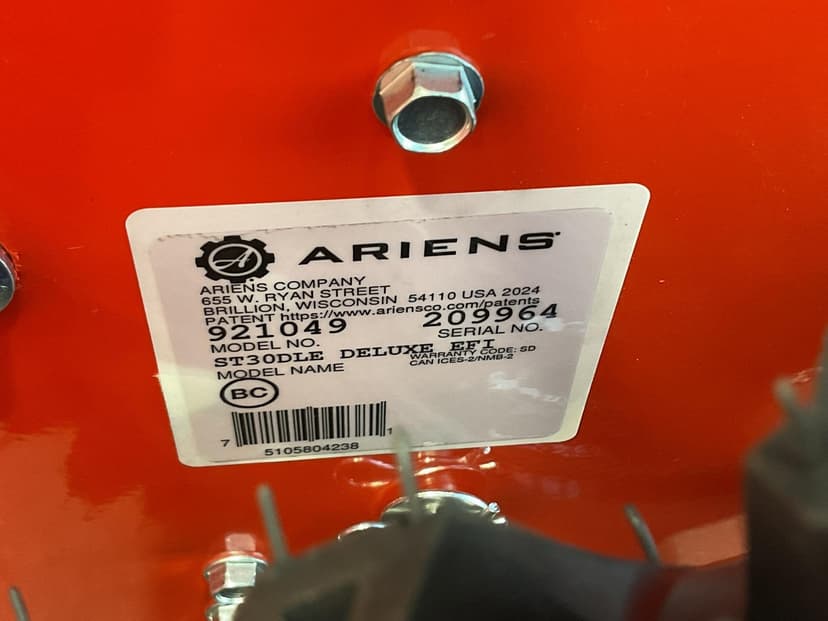 ARIENS
ARIENS COMPANY
655 W. RYAN STREET
BRILLION, WISCONSIN 54110 USA 2024
PATENT https://www.ariensco.com/patents
921049 209964
MODEL NO. SERIAL NO.
ST30DLE DELUXE EFI
MODEL NAME WARRANTY CODE: SD
CAN ICES-2/NMB-2
BC
7 5105804238 1